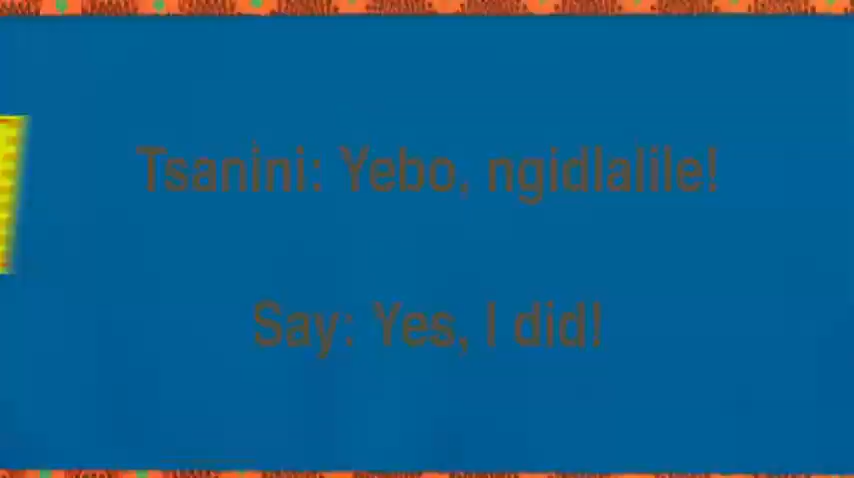 Tsanini: Yebo, ngidlalile!
Say: Yes, I did!